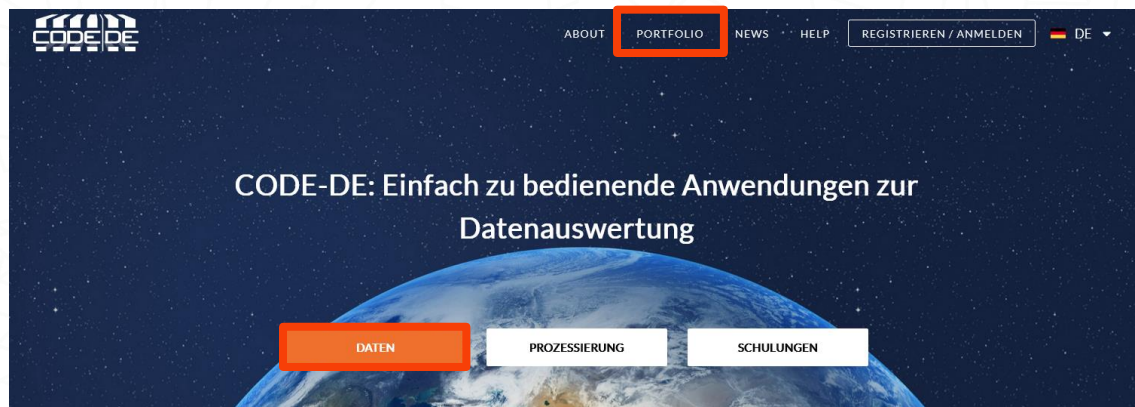 CODE DE
ABOUT PORTFOLIO NEWS HELP REGISTRIEREN / ANMELDEN DE
CODE-DE: Einfach zu bedienende Anwendungen zur
Datenauswertung
DATEN PROZESSIERUNG SCHULUNGEN